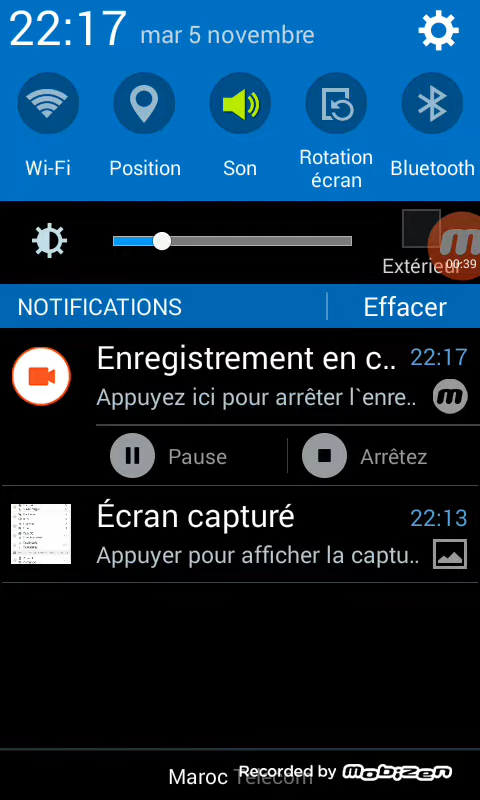 22:17 mar 5 novembre
Wi-Fi
Position
Son
Rotation
écran
Bluetooth
Extérieur
00:39
NOTIFICATIONS
Effacer
Enregistrement en c.. 22:17
Appuyez ici pour arrêter l`enre..
Pause
Arrêtez
Écran capturé 22:13
Appuyer pour afficher la captu..
Maroc Telecom
Recorded by mobizen